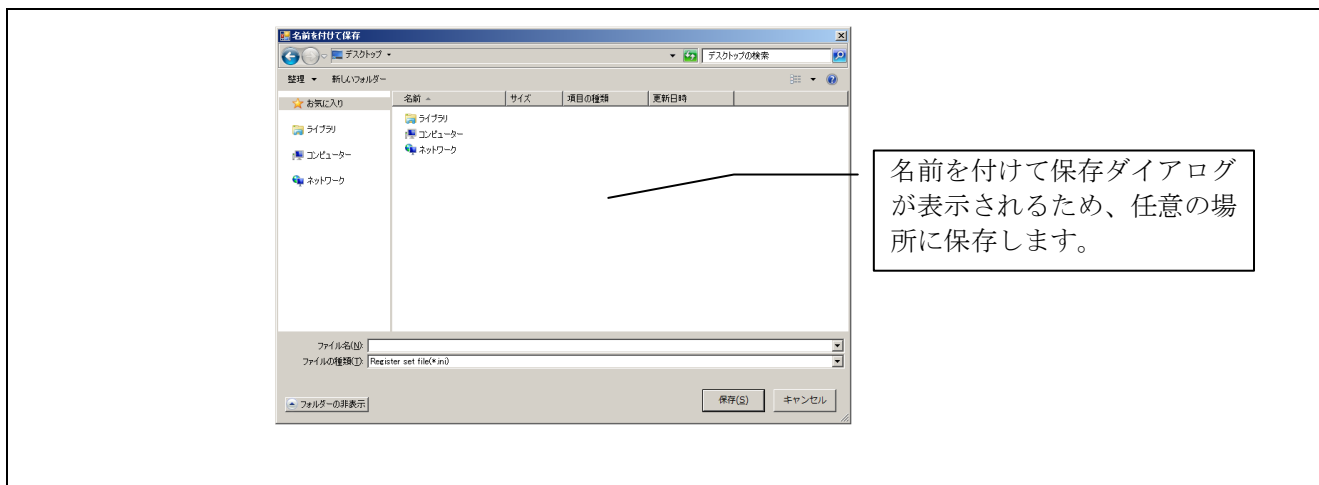 名前を付けて保存
デスクトップ
デスクトップの検索
整理 新しいフォルダー
お気に入り
ライブラリ
コンピューター
ネットワーク
名前 サイズ 項目の種類 更新日時
ライブラリ
コンピューター
ネットワーク
名前を付けて保存ダイアログ
が表示されるため、任意の場
所に保存します。
ファイル名(N):
ファイルの種類(T): Register set file(*.ini)
フォルダーの非表示
保存(S) キャンセル